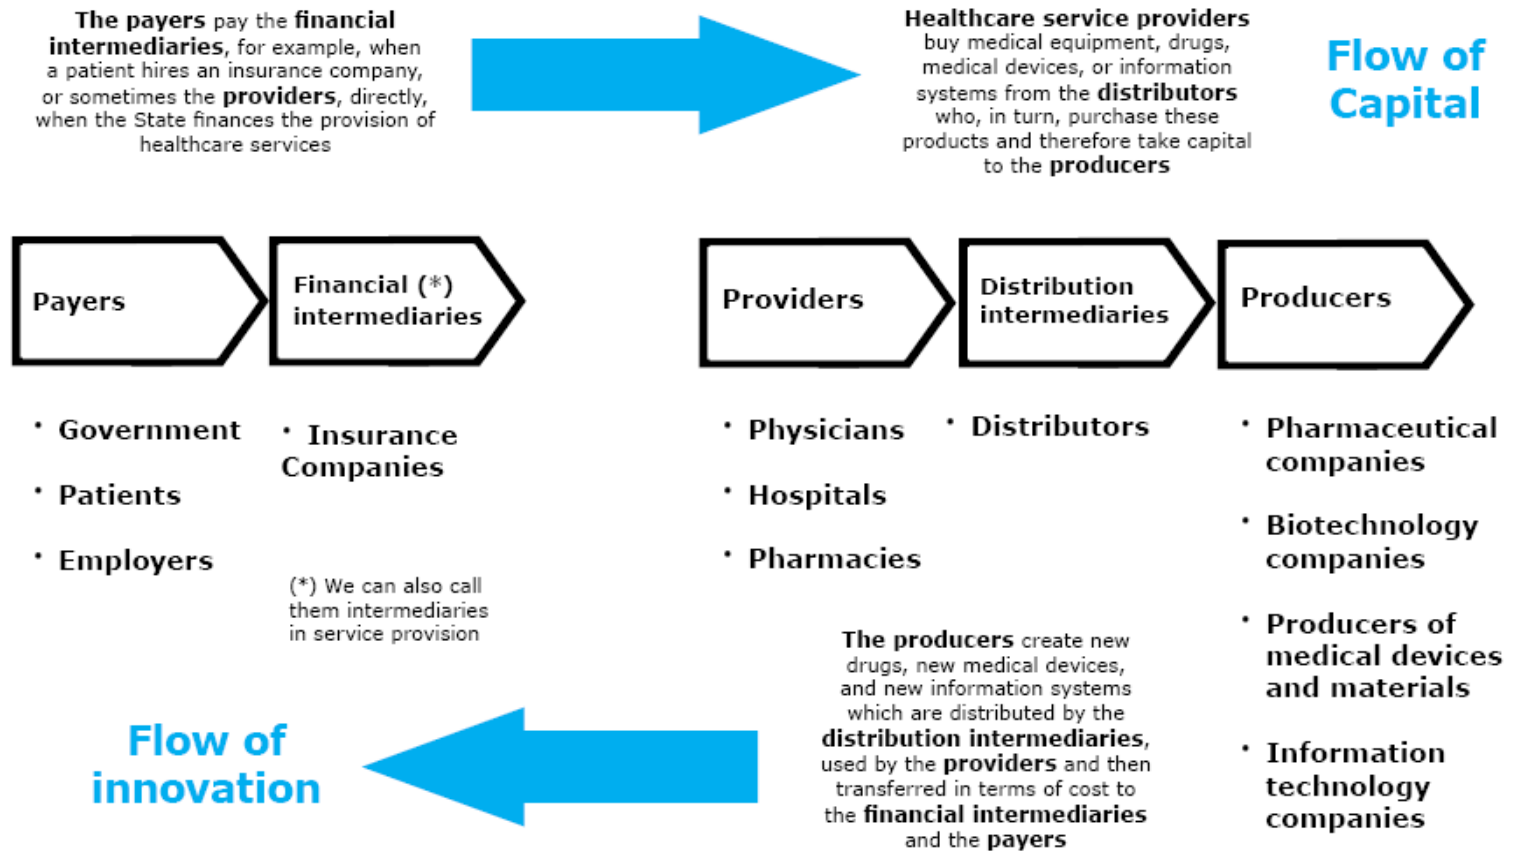 The payers pay the financial
intermediaries, for example, when
a patient hires an insurance company,
or sometimes the providers, directly,
when the State finances the provision of
healthcare services
Healthcare service providers
buy medical equipment, drugs,
medical devices, or information
systems from the distributors
who, in turn, purchase these
products and therefore take capital
to the producers
Flow of
Capital
Payers
Financial (*)
intermediaries
Providers
Distribution
intermediaries
Producers
· Government
· Patients
· Employers
· Insurance
Companies
(*) We can also call
them intermediaries
in service provision
· Physicians
· Hospitals
· Pharmacies
· Distributors
· Pharmaceutical
companies
· Biotechnology
companies
· Producers of
medical devices
and materials
· Information
technology
companies
Flow of
innovation
The producers create new
drugs, new medical devices,
and new information systems
which are distributed by the
distribution intermediaries,
used by the providers and then
transferred in terms of cost to
the financial intermediaries
and the payers